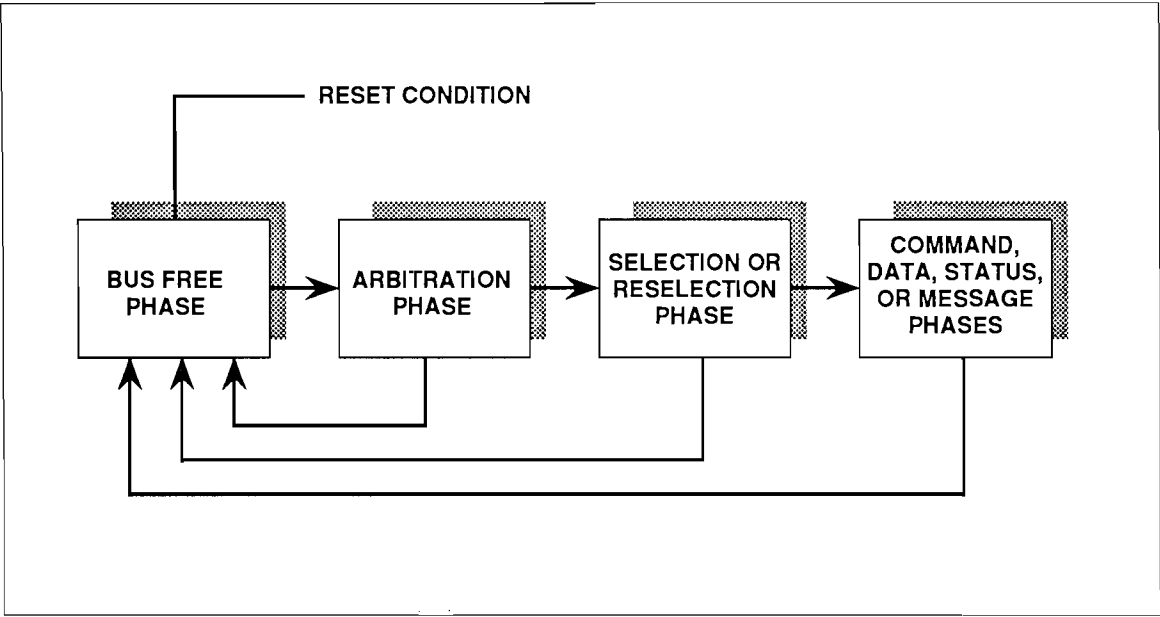 RESET CONDITION
BUS FREE
PHASE
ARBITRATION
PHASE
SELECTION OR
RESELECTION
PHASE
COMMAND,
DATA, STATUS,
OR MESSAGE
PHASES